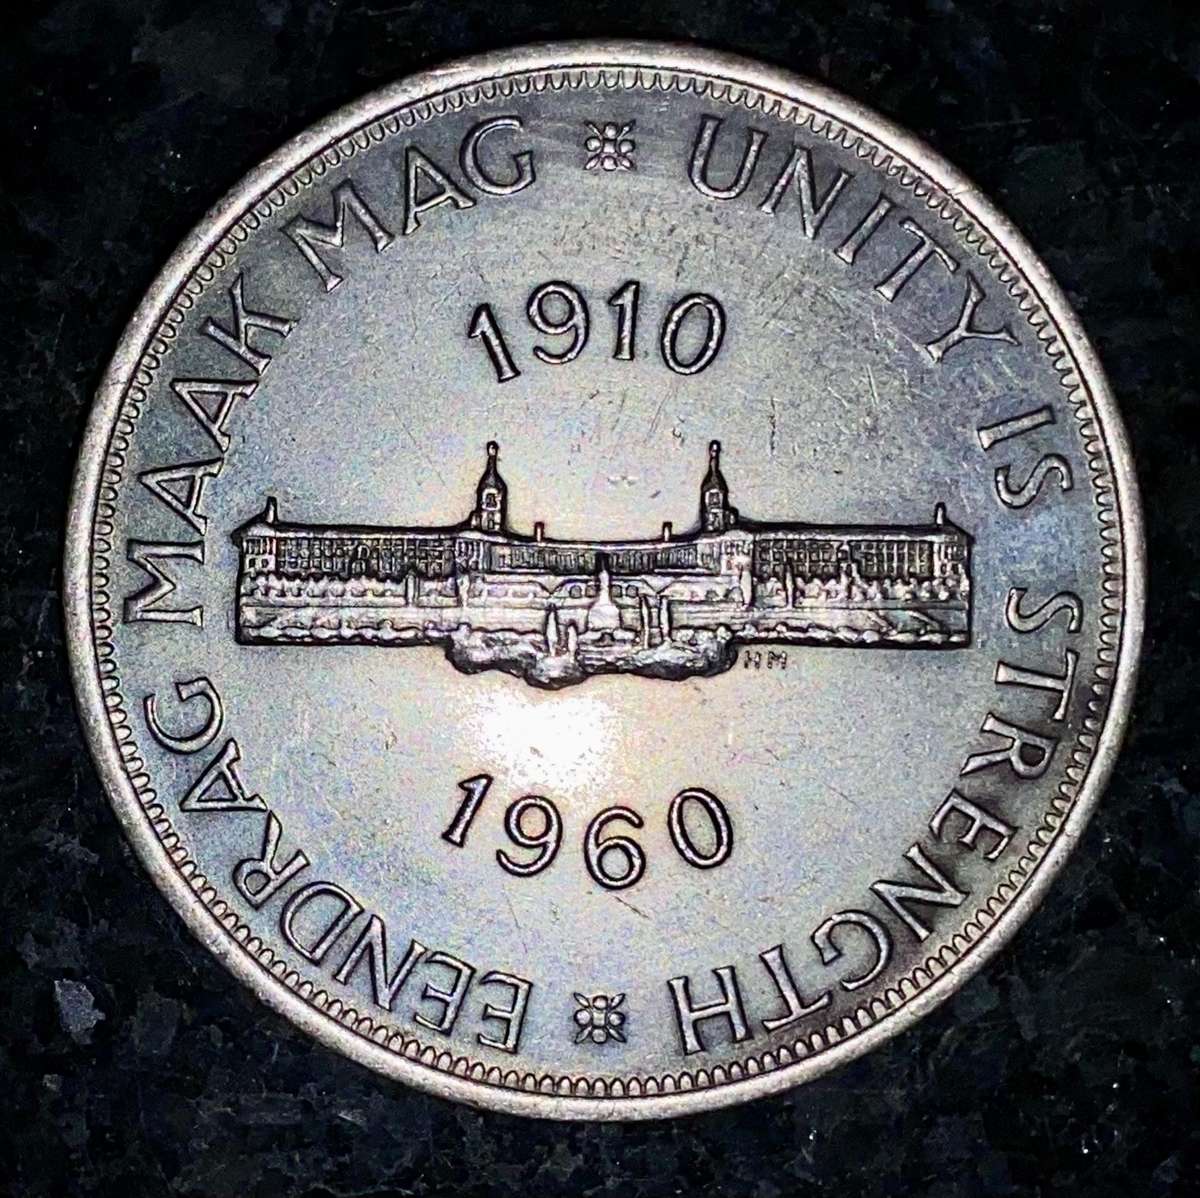 EENDRAG MAAK MAG
UNITY IS STRENGTH
1910
HM
1960